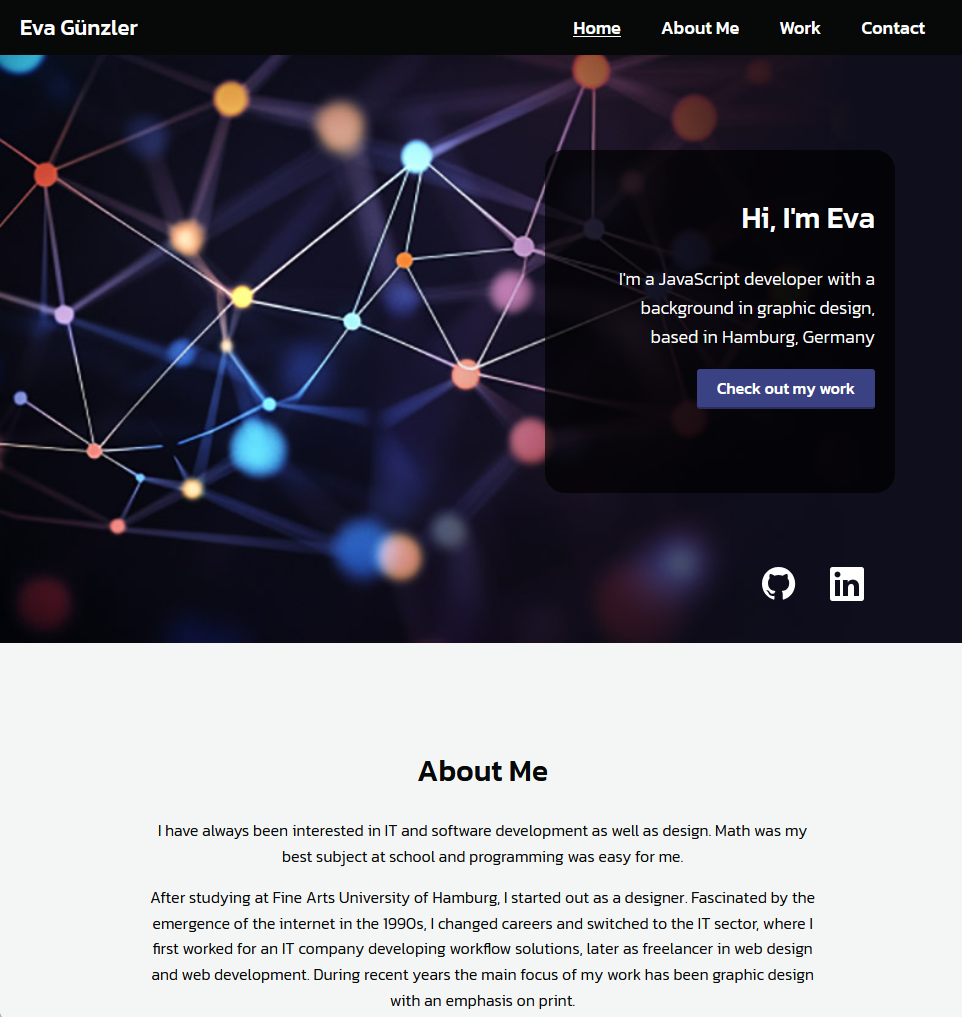 Eva Günzler
Home About Me Work Contact
Hi, I'm Eva
I'm a JavaScript developer with a
background in graphic design,
based in Hamburg, Germany
Check out my work
in
About Me
I have always been interested in IT and software development as well as design. Math was my
best subject at school and programming was easy for me.
After studying at Fine Arts University of Hamburg, I started out as a designer. Fascinated by the
emergence of the internet in the 1990s, I changed careers and switched to the IT sector, where I
first worked for an IT company developing workflow solutions, later as freelancer in web design
and web development. During recent years the main focus of my work has been graphic design
with an emphasis on print.